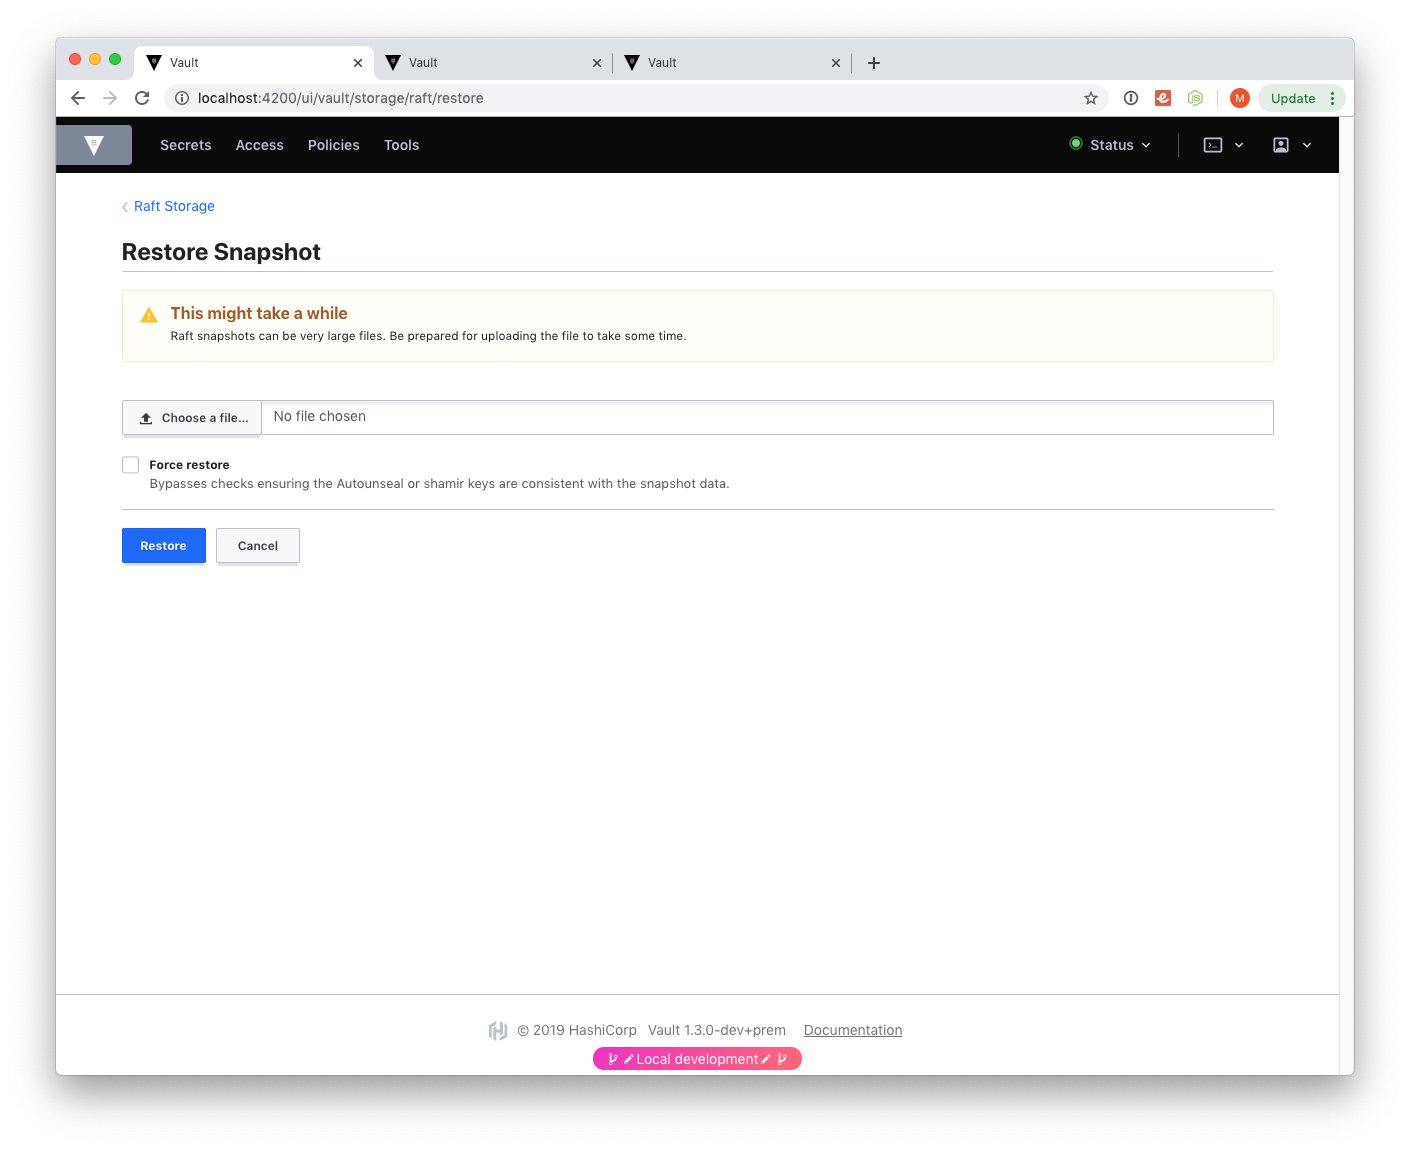 Vault
Vault
Vault
localhost:4200/ui/vault/storage/raft/restore
M
Update
Secrets Access Policies Tools
Status
Raft Storage
Restore Snapshot
This might take a while
Raft snapshots can be very large files. Be prepared for uploading the file to take some time.
Choose a file... No file chosen
Force restore
Bypasses checks ensuring the Autounseal or shamir keys are consistent with the snapshot data.
Restore Cancel
© 2019 HashiCorp Vault 1.3.0-dev+prem Documentation
Local development